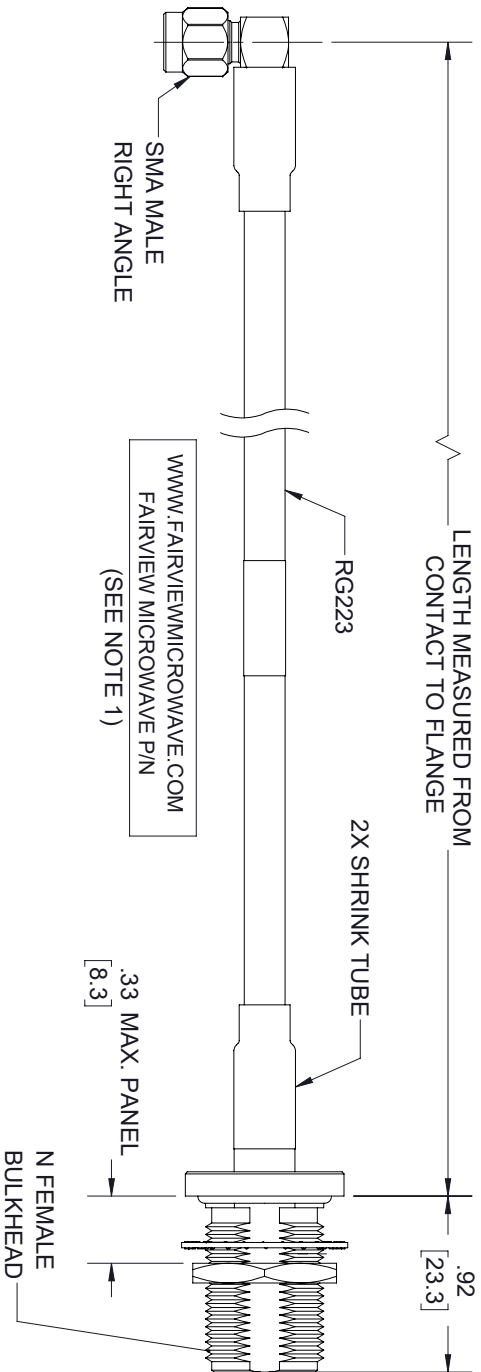 LENGTH MEASURED FROM
CONTACT TO FLANGE
.92
[23.3]
RG223
2X SHRINK TUBE
SMA MALE
RIGHT ANGLE
WWW.FAIRVIEWMICROWAVE.COM
FAIRVIEW MICROWAVE P/N
(SEE NOTE 1)
.33 MAX. PANEL
[8.3]
N FEMALE
BULKHEAD